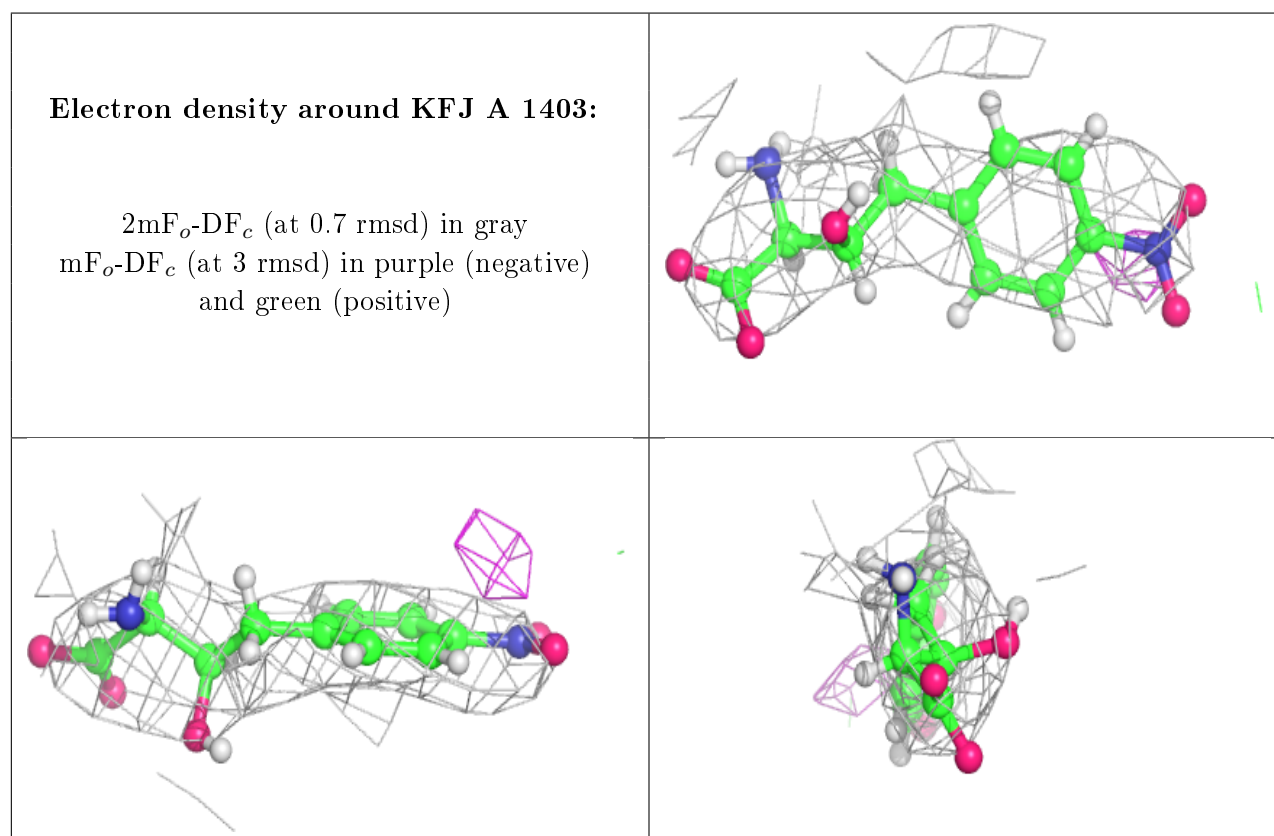 Electron density around KFJ A 1403:
2mFo-DFc (at 0.7 rmsd) in gray
mFo-DFc (at 3 rmsd) in purple (negative)
and green (positive)